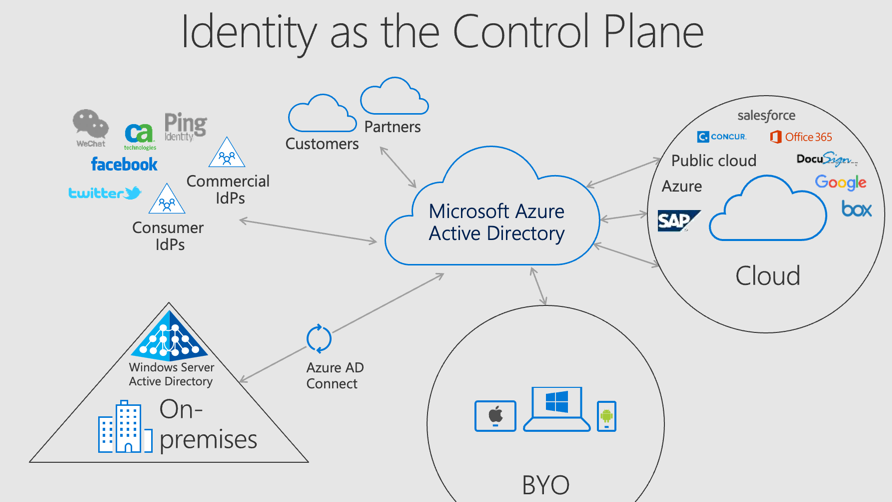 Identity as the Control Plane
WeChat
ca
technologies
Ping
Identity
facebook
twitter
Commercial
IdPs
Consumer
IdPs
Customers
Partners
Microsoft Azure
Active Directory
salesforce
C CONCUR.
Office 365
Public cloud
DocuSign
Azure
Google
SAP
box
Cloud
Windows Server
Active Directory
On-
premises
Azure AD
Connect
BYO